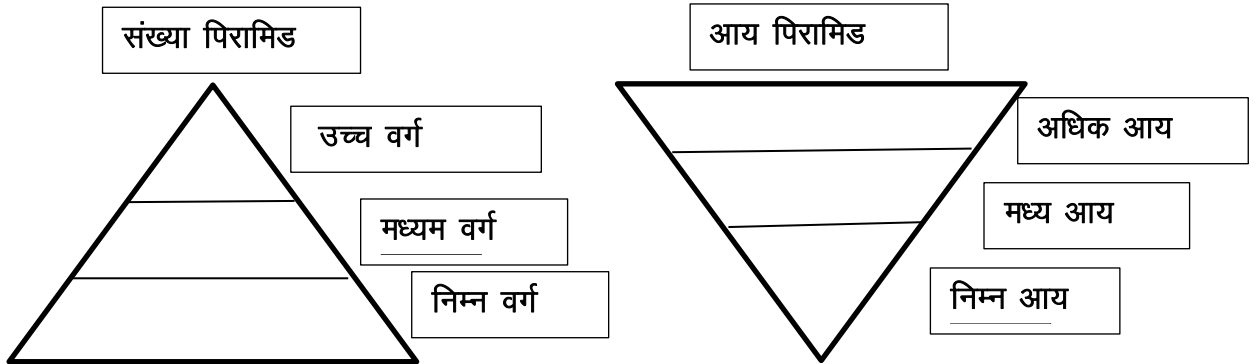 संख्या पिरामिड
उच्च वर्ग
मध्यम वर्ग
निम्न वर्ग
आय पिरामिड
अधिक आय
मध्य आय
निम्न आय